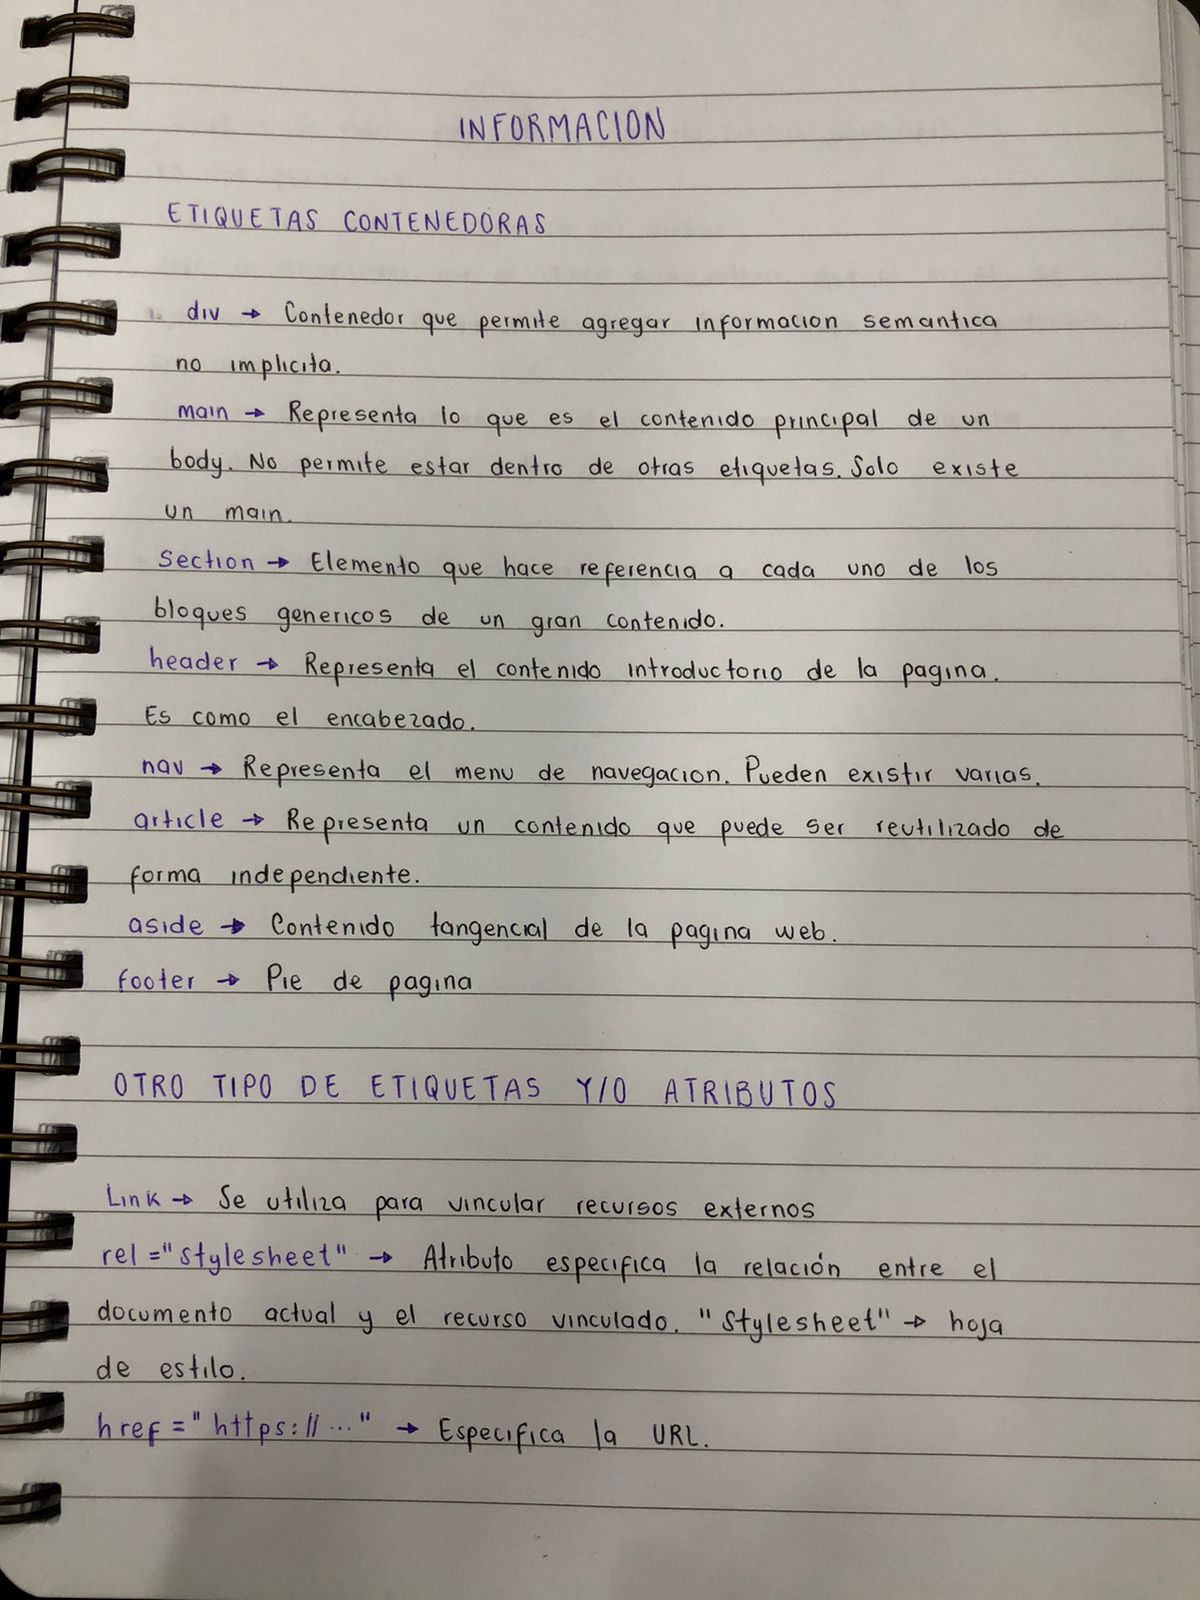 INFORMACION
ETIQUETAS CONTENEDORAS
div → Contenedor que permite agregar informacion semantica
no implicita.
main → Representa lo que es el contenido principal de un
body. No permite estar dentro de otras etiquetas. Solo existe
un main.
Section → Elemento que hace referencia a cada uno de los
bloques genericos de un gran contenido.
header → Representa el contenido introductorio de la pagina.
Es como el encabezado.
nav → Representa el menu de navegacion. Pueden existir varias.
article → Representa un contenido que puede ser reutilizado de
forma independiente.
aside → Contenido tangencial de la pagina web.
footer → Pie de pagina
OTRO TIPO DE ETIQUETAS Y/O ATRIBUTOS
Link → Se utiliza para vincular recursos externos
rel="stylesheet" → Atributo especifica la relación entre el
documento actual y el recurso vinculado. "Stylesheet" → hoja
de estilo.
href="https://..." → Especifica la URL.